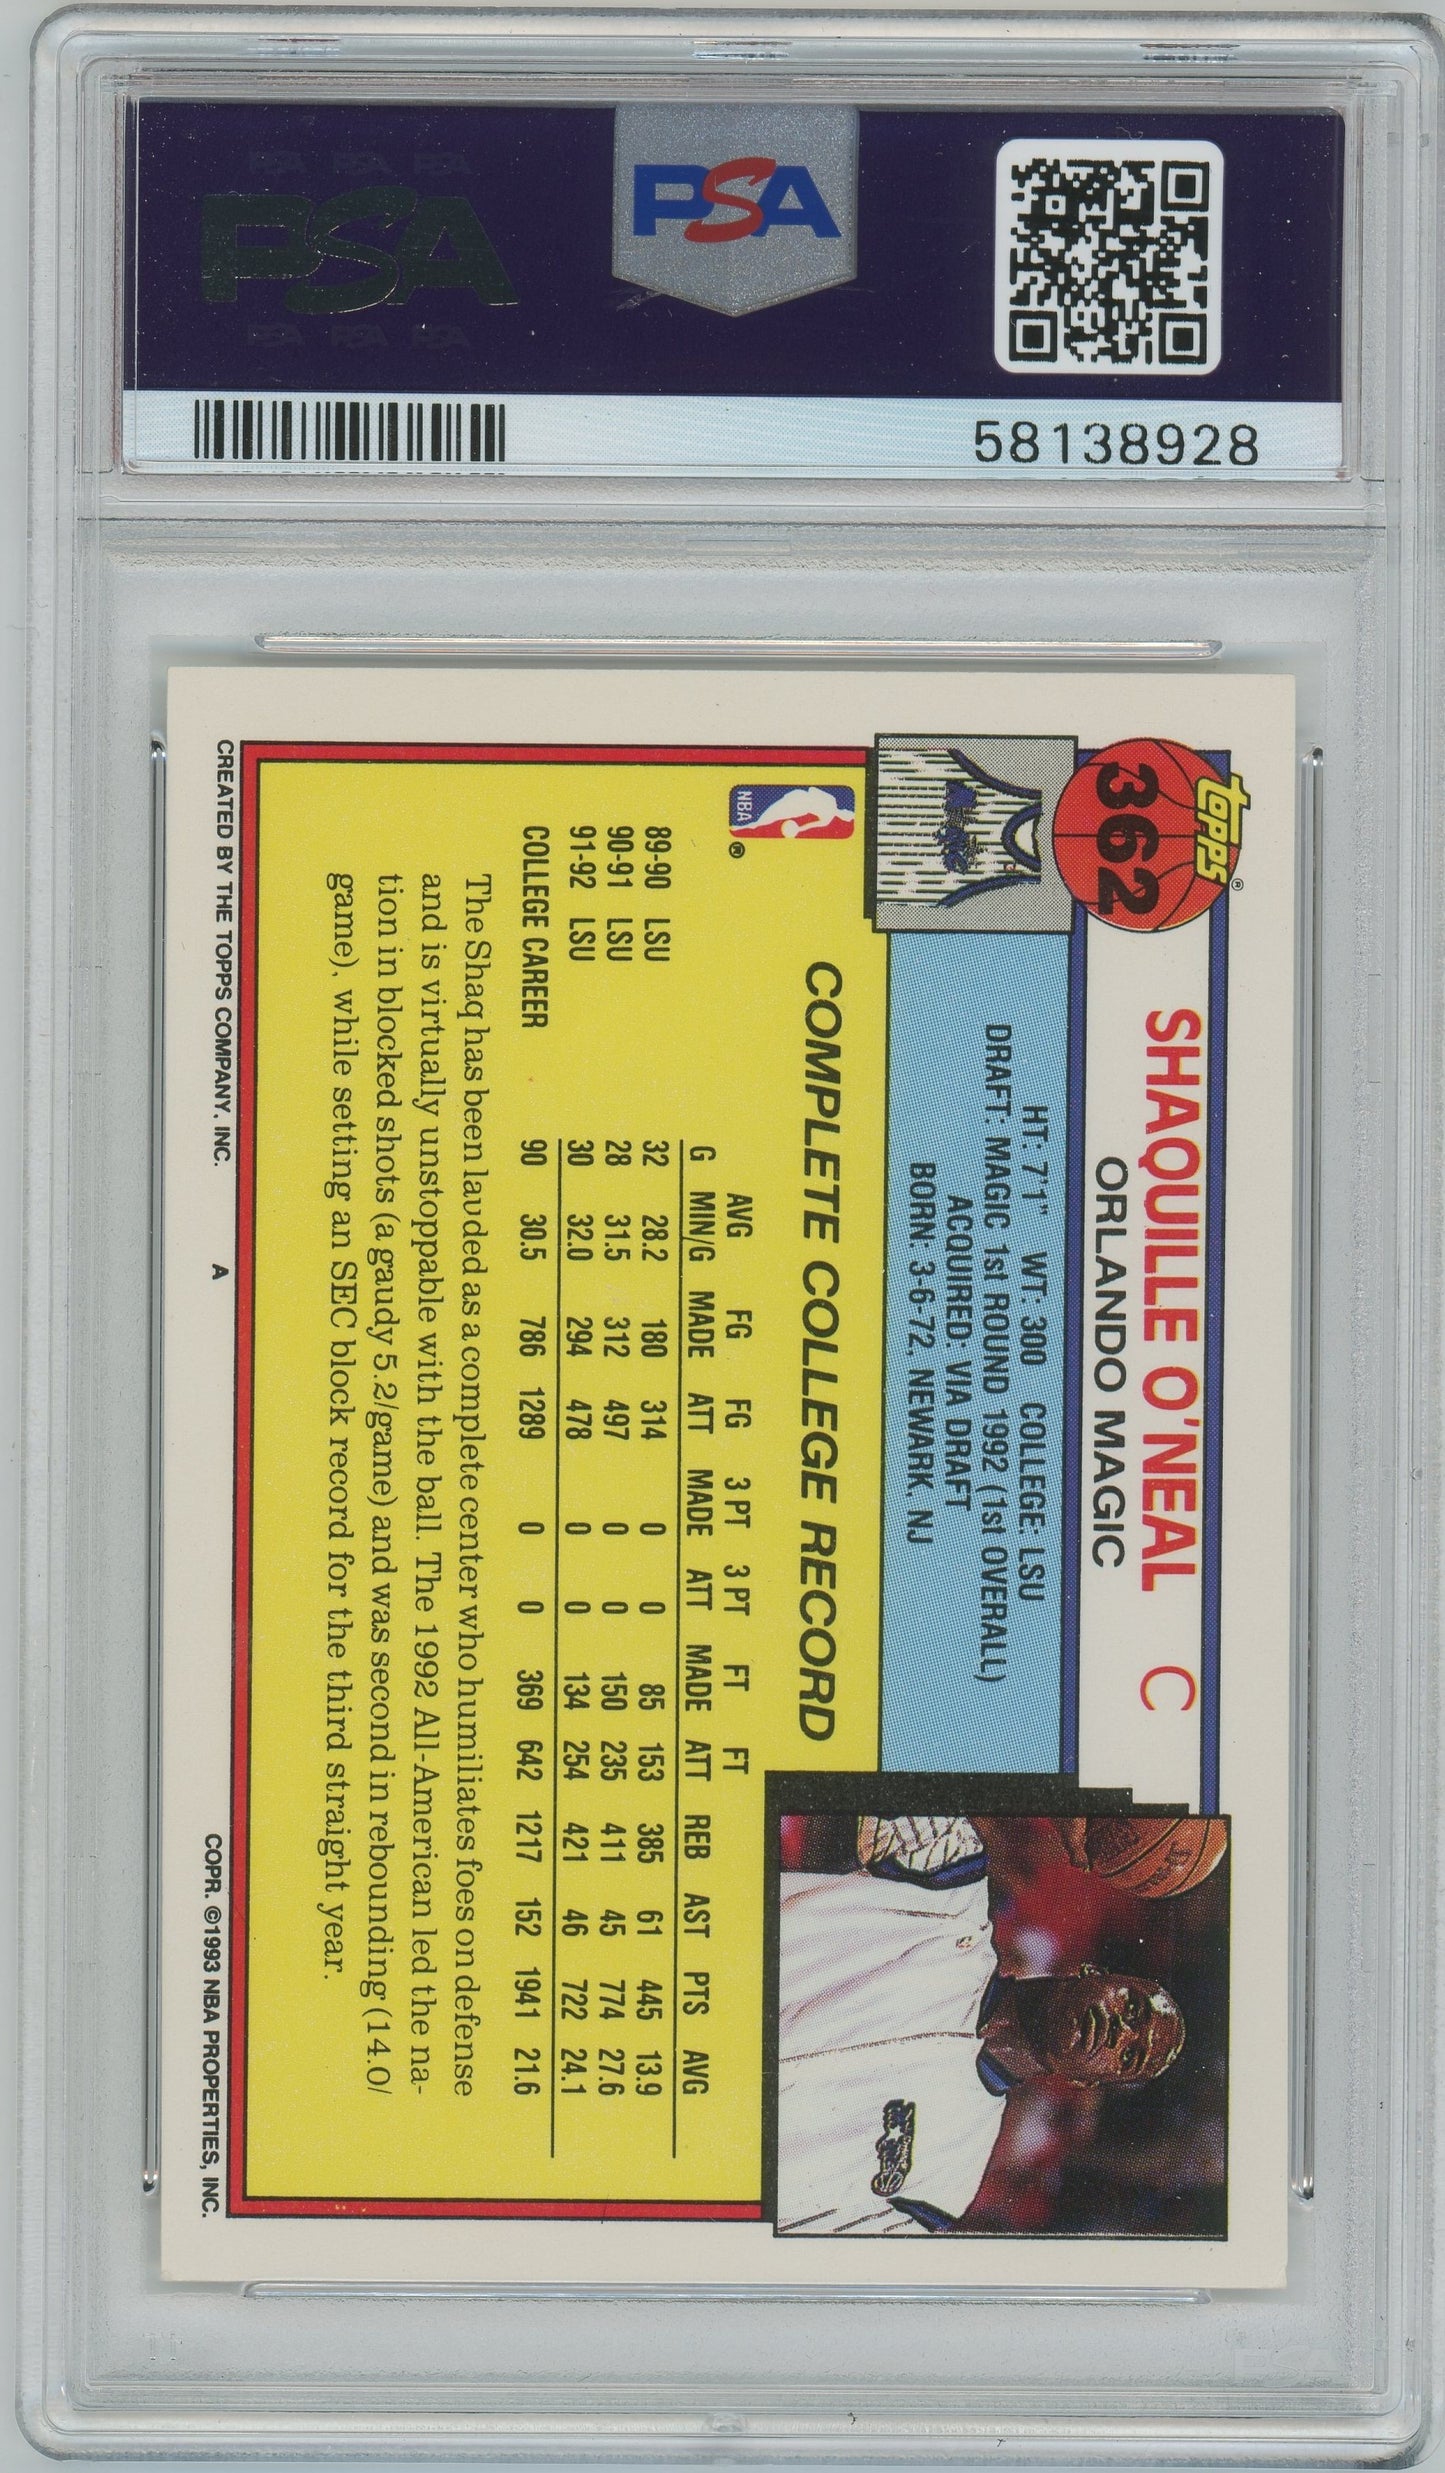 PSA PSA PSA
PSA
PSA PSA PSA
PSA
58138928
topps®
362
SHAQUILLE O'NEAL C
ORLANDO MAGIC
HT: 7'1" WT: 300 COLLEGE: LSU
DRAFT: MAGIC 1st ROUND 1992 (1st OVERALL)
ACQUIRED: VIA DRAFT
BORN: 3-6-72, NEWARK, NJ
NBA ®
COMPLETE COLLEGE RECORD
AVG FG FG 3 PT 3 PT FT FT
G MIN/G MADE ATT MADE ATT MADE ATT REB AST PTS AVG
89-90 LSU 32 28.2 180 314 0 0 85 153 385 61 445 13.9
90-91 LSU 28 31.5 312 497 0 0 150 235 411 45 774 27.6
91-92 LSU 30 32.0 294 478 0 0 134 254 421 46 722 24.1
COLLEGE CAREER 90 30.5 786 1289 0 0 369 642 1217 152 1941 21.6
The Shaq has been lauded as a complete center who humiliates foes on defense
and is virtually unstoppable with the ball. The 1992 All-American led the na-
tion in blocked shots (a gaudy 5.2/game) and was second in rebounding (14.0/
game), while setting an SEC block record for the third straight year.
CREATED BY THE TOPPS COMPANY, INC. A COPR. ©1993 NBA PROPERTIES, INC.